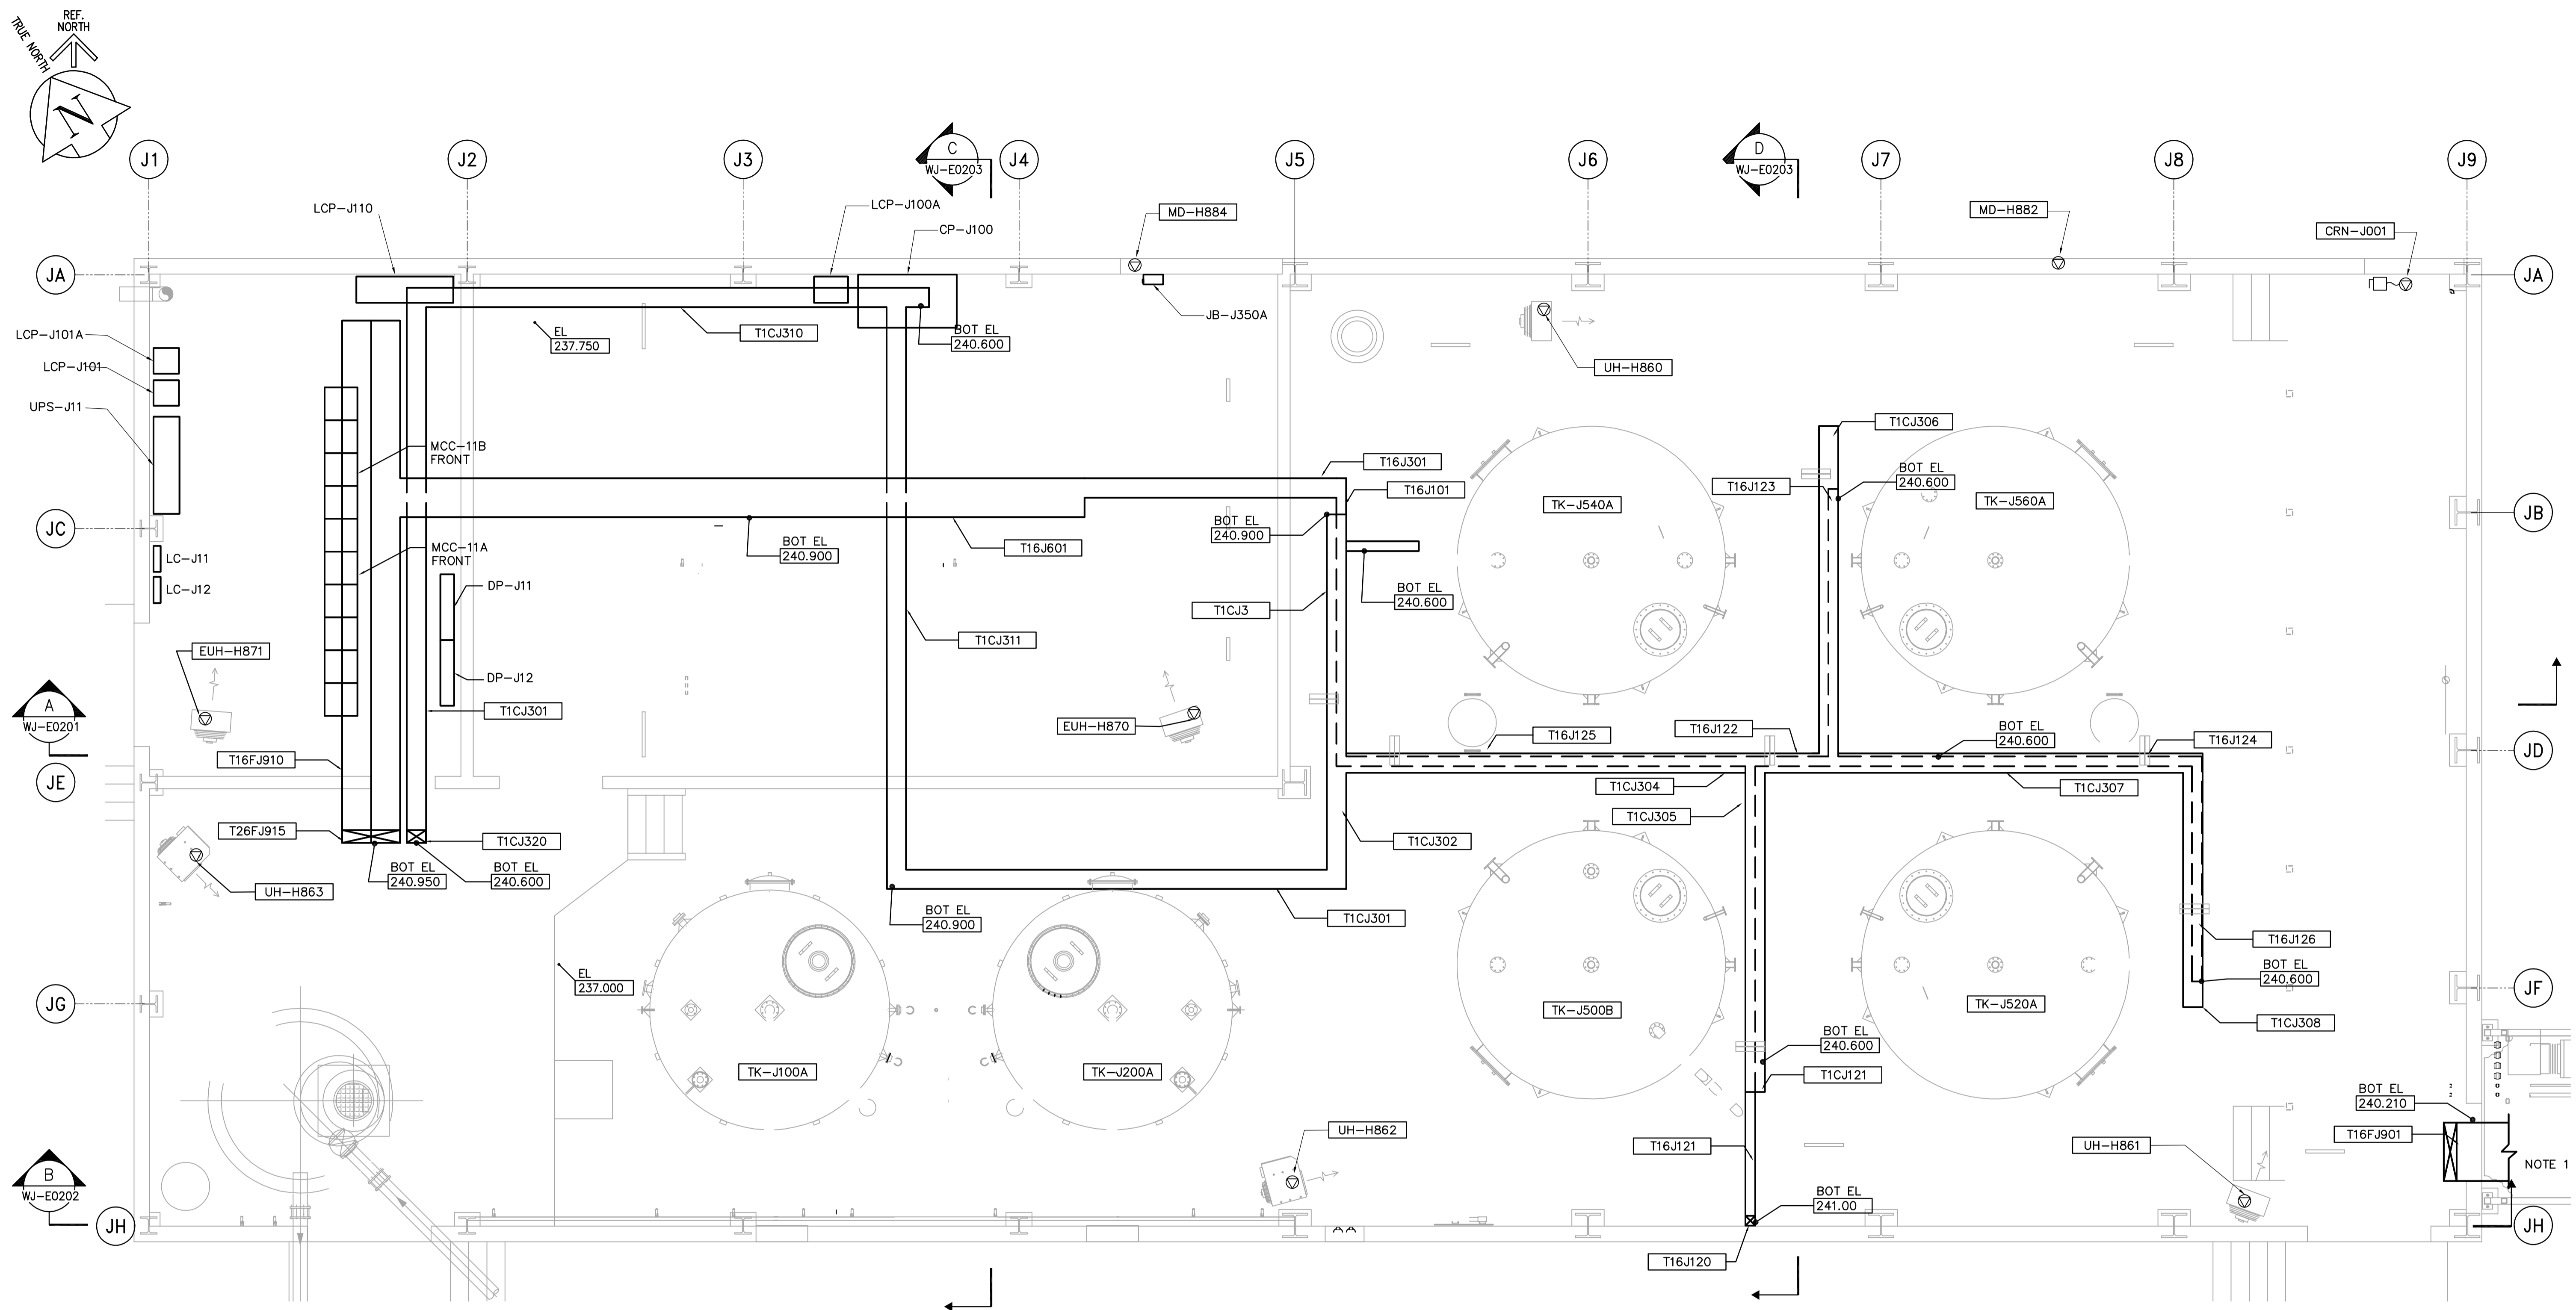 REF.
NORTH
TRUE NORTH
N
J1
J2
J3
C
WJ-E0203
J4
J5
J6
D
WJ-E0203
J7
J8
J9
LCP-J110
LCP-J100A
CP-J100
MD-H884
MD-H882
CRN-J001
JA
JA
LCP-J101A
LCP-J101
UPS-J11
EL
237.750
T1CJ310
BOT EL
240.600
JB-J350A
UH-H860
MCC-11B
FRONT
T16J301
T16J101
T1CJ306
BOT EL
240.600
T16J123
TK-J540A
TK-J560A
JC
JB
BOT EL
240.900
BOT EL
240.900
T16J601
MCC-11A
FRONT
LC-J11
LC-J12
DP-J11
DP-J12
BOT EL
240.600
T1CJ3
T1CJ311
EUH-H871
A
WJ-E0201
T1CJ301
EUH-H870
T16J125
T16J122
BOT EL
240.600
T16J124
JE
JD
T16FJ910
T1CJ304
T1CJ307
T1CJ305
T26FJ915
T1CJ320
T1CJ302
BOT EL
240.950
BOT EL
240.600
UH-H863
BOT EL
240.900
T1CJ301
T16J126
EL
237.000
BOT EL
240.600
JG
JF
TK-J500B
TK-J520A
T1CJ308
BOT EL
240.600
TK-J100A
TK-J200A
T1CJ121
BOT EL
240.210
T16FJ901
UH-H862
T16J121
UH-H861
NOTE 1
B
WJ-E0202
BOT EL
241.00
JH
JH
T16J120